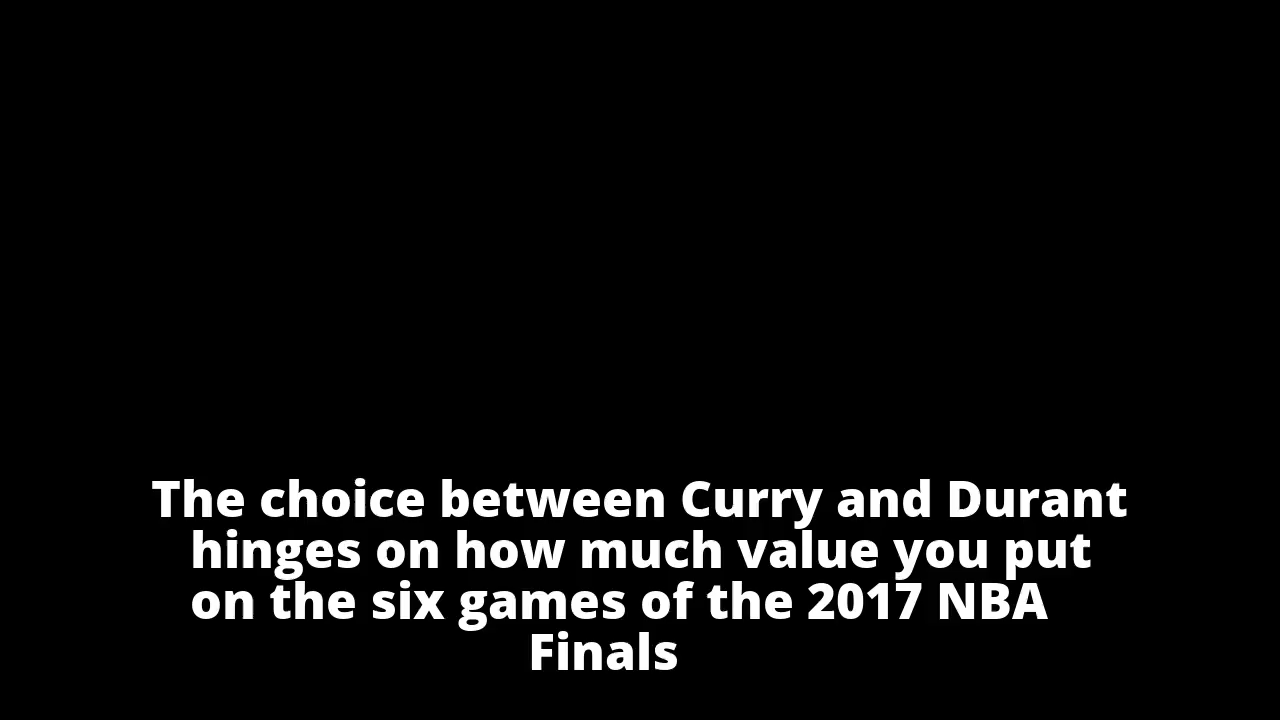 The choice between Curry and Durant
hinges on how much value you put
on the six games of the 2017 NBA
Finals